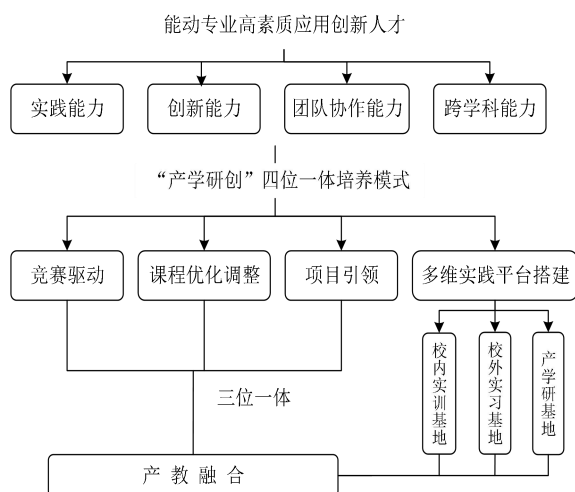 能动专业高素质应用创新人才
实践能力
创新能力
团队协作能力
跨学科能力
“产学研创”四位一体培养模式
竞赛驱动
课程优化调整
项目引领
多维实践平台搭建
校内实训基地
校外实习基地
产学研基地
三位一体
产教融合